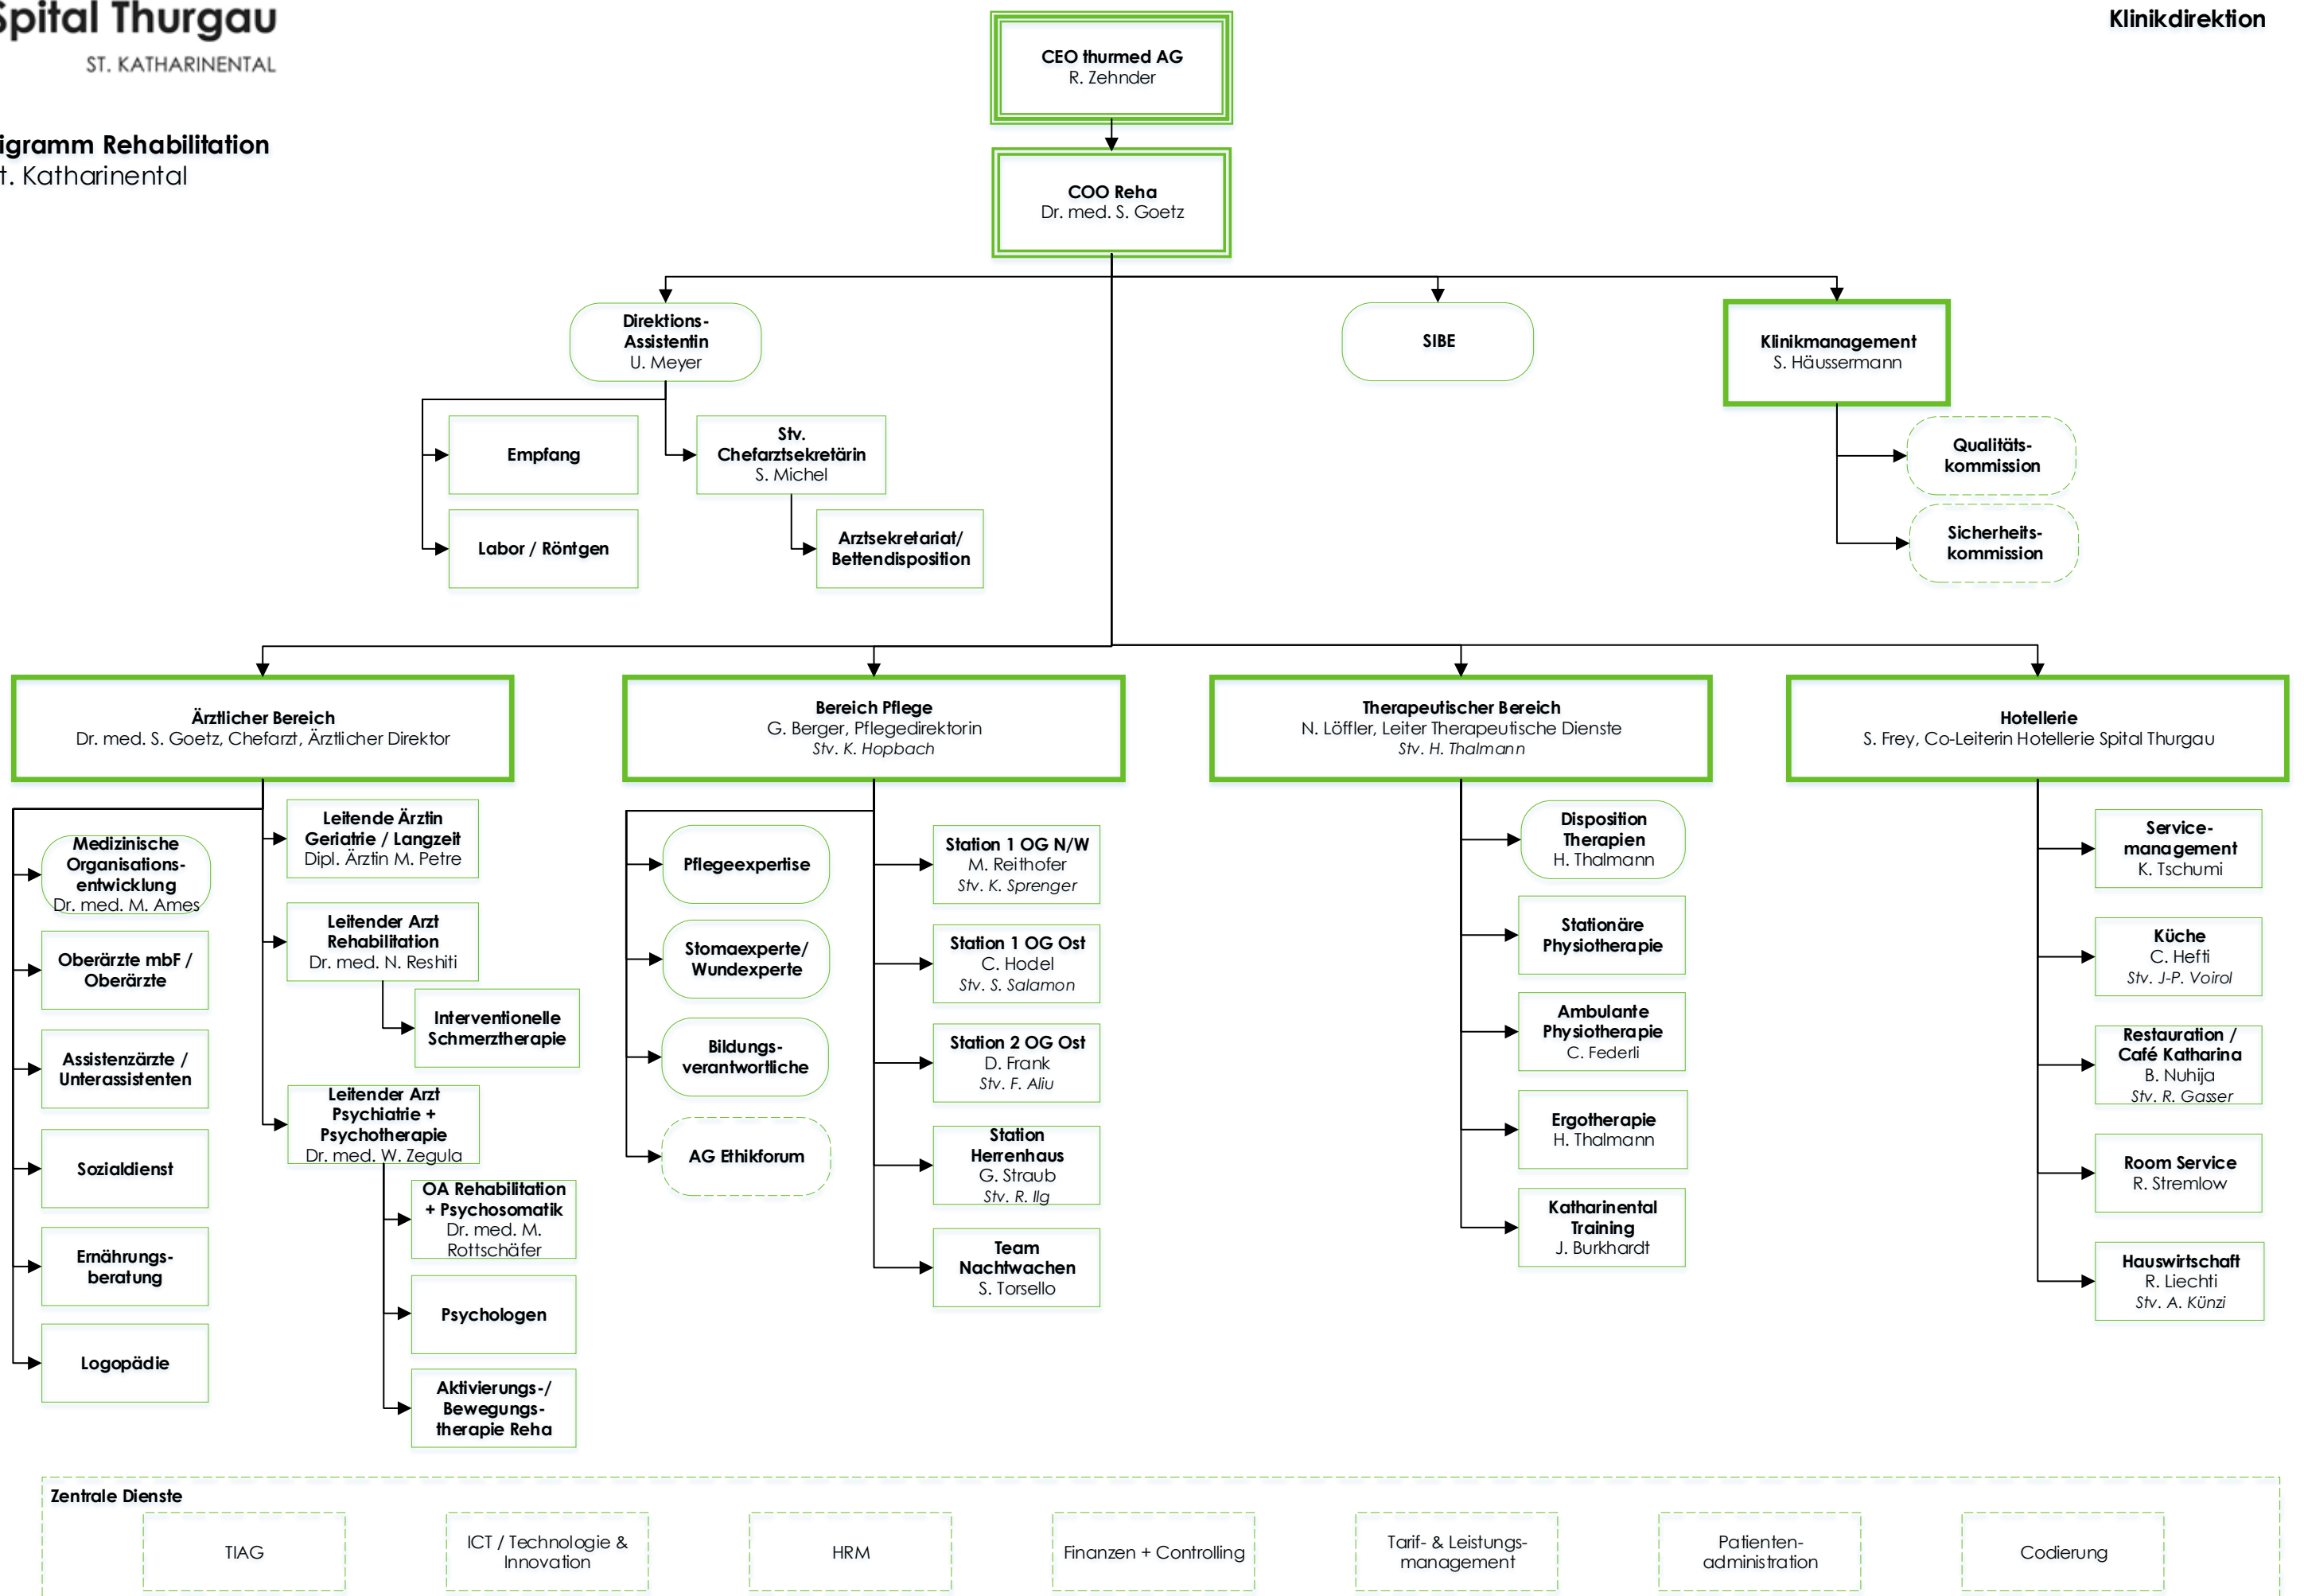 Spital Thurgau
ST. KATHARINENTAL
Klinikdirektion
igramm Rehabilitation
t. Katharinental
CEO thurmed AG
R. Zehnder
COO Reha
Dr. med. S. Goetz
Direktions-
Assistentin
U. Meyer
SIBE
Klinikmanagement
S. Häussermann
Empfang
Stv.
Chefarztsekretärin
S. Michel
Qualitäts-
kommission
Labor / Röntgen
Arztsekretariat/
Bettendisposition
Sicherheits-
kommission
Ärztlicher Bereich
Dr. med. S. Goetz, Chefarzt, Ärztlicher Direktor
Bereich Pflege
G. Berger, Pflegedirektorin
Stv. K. Hopbach
Therapeutischer Bereich
N. Löffler, Leiter Therapeutische Dienste
Stv. H. Thalmann
Hotellerie
S. Frey, Co-Leiterin Hotellerie Spital Thurgau
Medizinische
Organisations-
entwicklung
Dr. med. M. Ames
Oberärzte mbF /
Oberärzte
Assistenzärzte /
Unterassistenten
Sozialdienst
Ernährungs-
beratung
Logopädie
Leitende Ärztin
Geriatrie / Langzeit
Dipl. Ärztin M. Petre
Leitender Arzt
Rehabilitation
Dr. med. N. Reshiti
Interventionelle
Schmerztherapie
Leitender Arzt
Psychiatrie +
Psychotherapie
Dr. med. W. Zegula
OA Rehabilitation
+ Psychosomatik
Dr. med. M.
Rottschäfer
Psychologen
Aktivierungs-/
Bewegungs-
therapie Reha
Pflegeexpertise
Stomaexperte/
Wundexperte
Bildungs-
verantwortliche
AG Ethikforum
Station 1 OG N/W
M. Reithofer
Stv. K. Sprenger
Station 1 OG Ost
C. Hodel
Stv. S. Salamon
Station 2 OG Ost
D. Frank
Stv. F. Aliu
Station
Herrenhaus
G. Straub
Stv. R. Ilg
Team
Nachtwachen
S. Torsello
Disposition
Therapien
H. Thalmann
Stationäre
Physiotherapie
Ambulante
Physiotherapie
C. Federli
Ergotherapie
H. Thalmann
Katharinental
Training
J. Burkhardt
Service-
management
K. Tschumi
Küche
C. Hefti
Stv. J-P. Voirol
Restauration /
Café Katharina
B. Nuhija
Stv. R. Gasser
Room Service
R. Stremlow
Hauswirtschaft
R. Liechti
Stv. A. Künzi
Zentrale Dienste
TIAG
ICT / Technologie &
Innovation
HRM
Finanzen + Controlling
Tarif- & Leistungs-
management
Patienten-
administration
Codierung